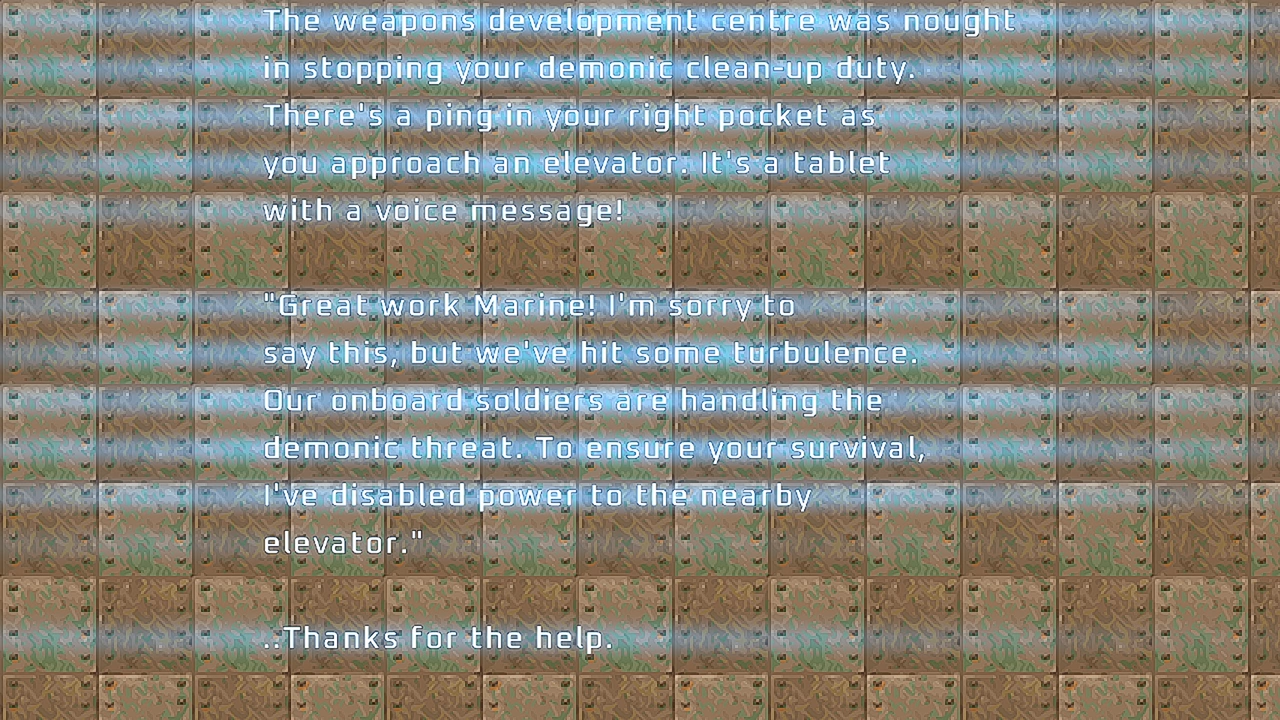 The weapons development centre was nought
in stopping your demonic clean-up duty.
There's a ping in your right pocket as
you approach an elevator. It's a tablet
with a voice message!
"Great work Marine! I'm sorry to
say this, but we've hit some turbulence.
Our onboard soldiers are handling the
demonic threat. To ensure your survival,
I've disabled power to the nearby
elevator."
..Thanks for the help.